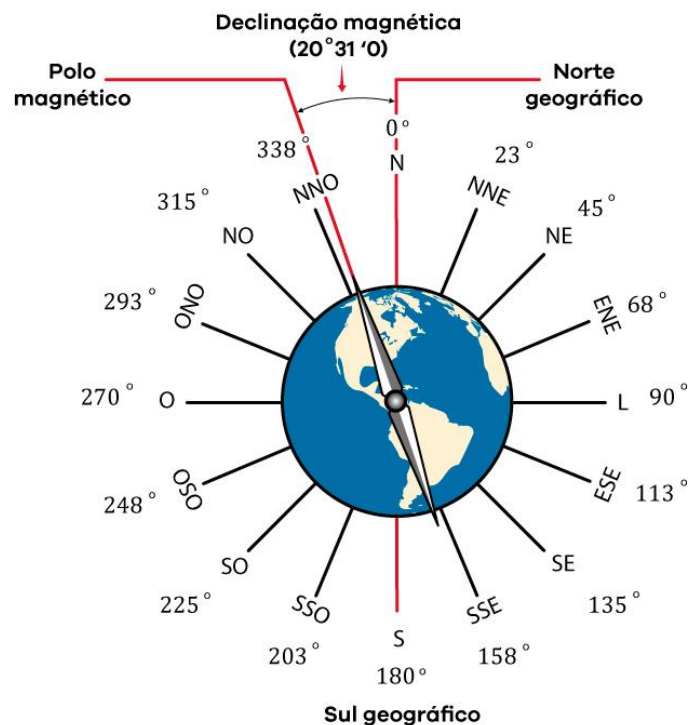 Declinação magnética
(20°31 ‘0)
Polo
magnético
Norte
geográfico
0°
338°
N
23°
NNO
NNE
315°
45°
NO
NE
293°
ONO
ENE
68°
270°
O
L
90°
OSO
ESE
248°
113°
SO
SE
225°
135°
SSO
SSE
203°
S
158°
180°
Sul geográfico